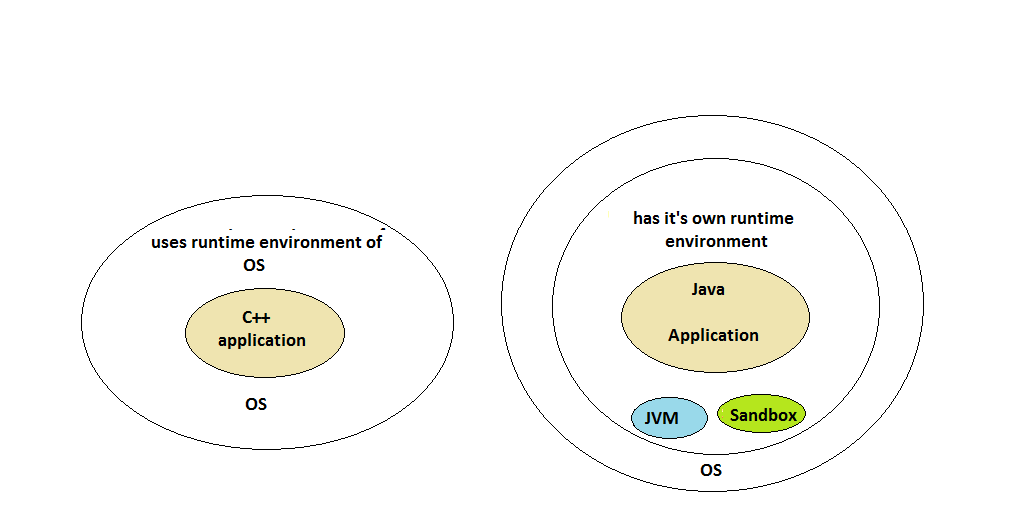 uses runtime environment of
OS
C++
application
OS
has it's own runtime
environment
Java
Application
JVM
Sandbox
OS